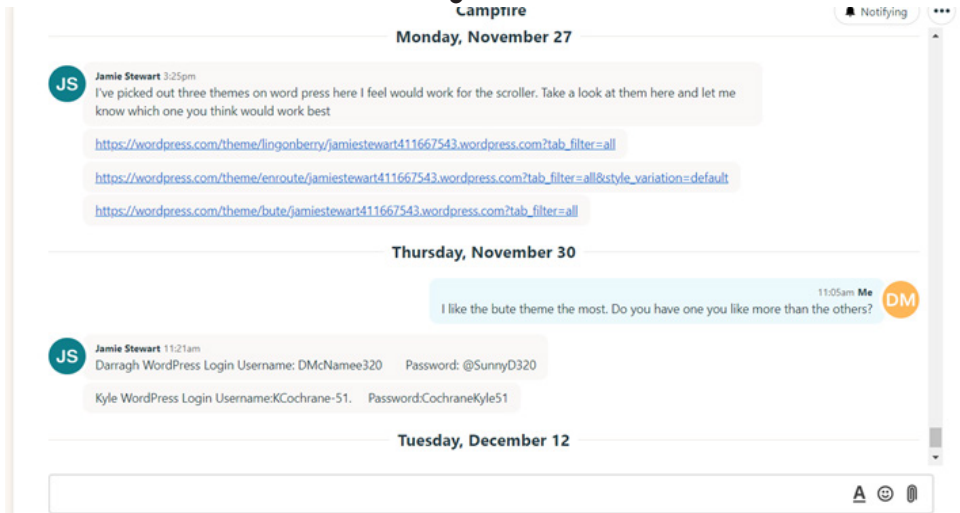 Campfire
Notifying
Monday, November 27
JS
Jamie Stewart 3:25pm
I've picked out three themes on word press here I feel would work for the scroller. Take a look at them here and let me
know which one you think would work best
https://wordpress.com/theme/lingonberry/jamiestewart411667543.wordpress.com?tab_filter=all
https://wordpress.com/theme/enroute/jamiestewart411667543.wordpress.com?tab_filter=all&style_variation=default
https://wordpress.com/theme/bute/jamiestewart411667543.wordpress.com?tab_filter=all
Thursday, November 30
11:05am Me
I like the bute theme the most. Do you have one you like more than the others?
DM
JS
Jamie Stewart 11:21am
Darragh WordPress Login Username: DMcNamee320 Password: @SunnyD320
Kyle WordPress Login Username:KCochrane-51. Password:CochraneKyle51
Tuesday, December 12
A